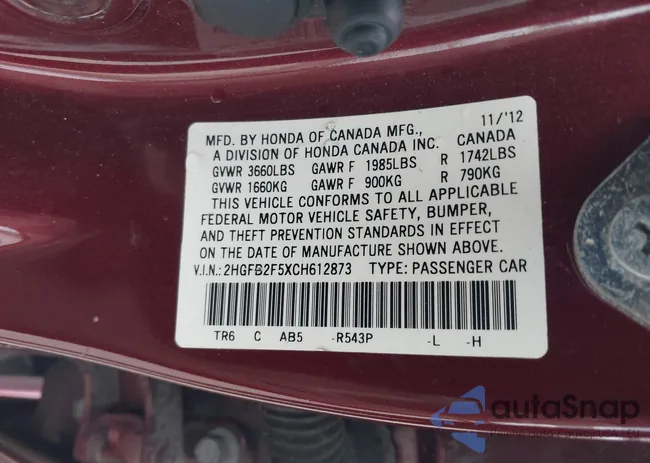 11/'12
MFD. BY HONDA OF CANADA MFG., CANADA
A DIVISION OF HONDA CANADA INC.
GVWR 3660LBS GAWR F 1985LBS R 1742LBS
GVWR 1660KG GAWR F 900KG R 790KG
THIS VEHICLE CONFORMS TO ALL APPLICABLE
FEDERAL MOTOR VEHICLE SAFETY, BUMPER,
AND THEFT PREVENTION STANDARDS IN EFFECT
ON THE DATE OF MANUFACTURE SHOWN ABOVE.
V.I.N.: 2HGFB2F5XCH612873 TYPE: PASSENGER CAR
TR6 C AB5 -R543P -L -H
autoSnap